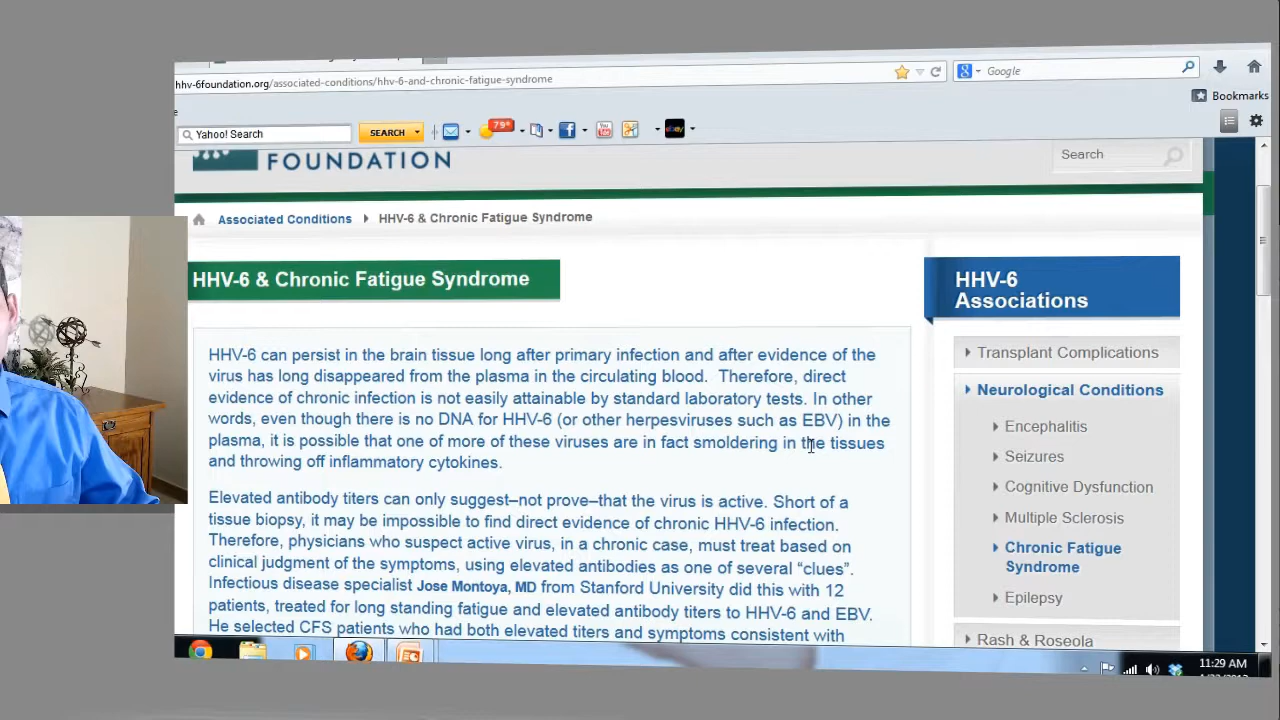 hhv-6foundation.org/associated-conditions/hhv-6-and-chronic-fatigue-syndrome
Google
Bookmarks
Yahoo! Search
SEARCH
79°
f
You
ebay
FOUNDATION
Search
Associated Conditions
HHV-6 & Chronic Fatigue Syndrome
HHV-6 & Chronic Fatigue Syndrome
HHV-6 can persist in the brain tissue long after primary infection and after evidence of the
virus has long disappeared from the plasma in the circulating blood. Therefore, direct
evidence of chronic infection is not easily attainable by standard laboratory tests. In other
words, even though there is no DNA for HHV-6 (or other herpesviruses such as EBV) in the
plasma, it is possible that one of more of these viruses are in fact smoldering in the tissues
and throwing off inflammatory cytokines.
Elevated antibody titers can only suggest–not prove–that the virus is active. Short of a
tissue biopsy, it may be impossible to find direct evidence of chronic HHV-6 infection.
Therefore, physicians who suspect active virus, in a chronic case, must treat based on
clinical judgment of the symptoms, using elevated antibodies as one of several “clues”.
Infectious disease specialist Jose Montoya, MD from Stanford University did this with 12
patients, treated for long standing fatigue and elevated antibody titers to HHV-6 and EBV.
He selected CFS patients who had both elevated titers and symptoms consistent with
HHV-6
Associations
Transplant Complications
Neurological Conditions
Encephalitis
Seizures
Cognitive Dysfunction
Multiple Sclerosis
Chronic Fatigue
Syndrome
Epilepsy
Rash & Roseola
11:29 AM